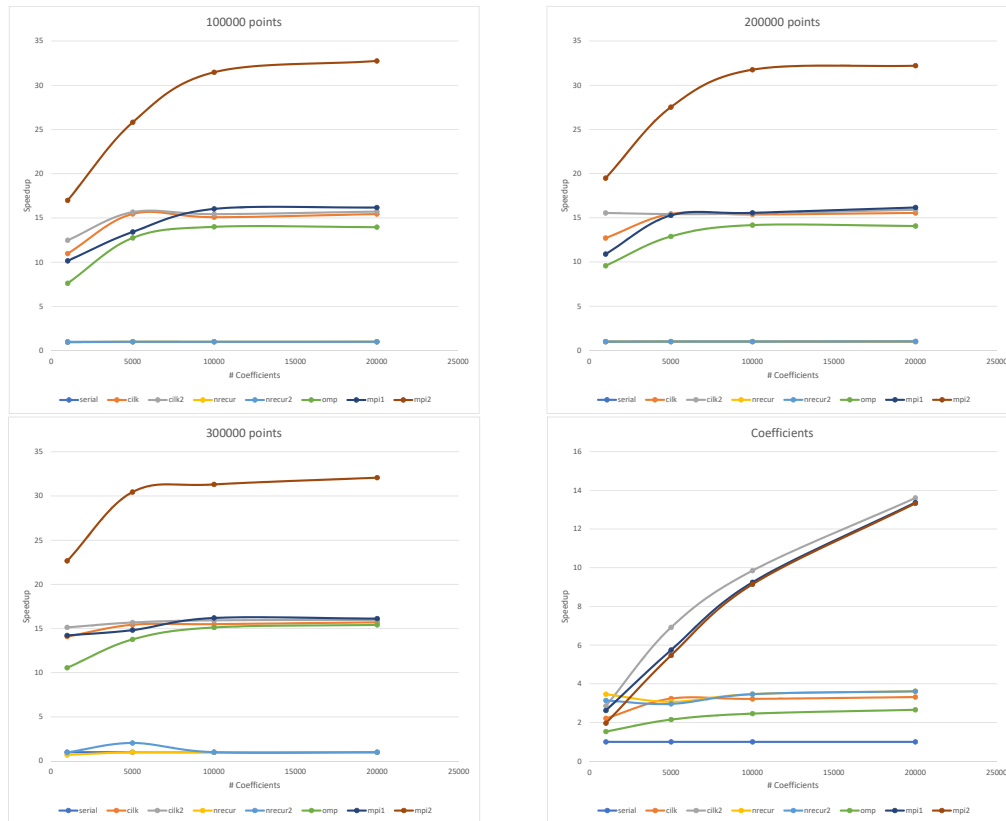 100000 points
35
30
25
20
15
10
5
0
Speedup
0 5000 10000 15000 20000 25000
# Coefficients
serial cilk cilk2 nrecur nrecur2 omp mpi1 mpi2
200000 points
35
30
25
20
15
10
5
0
Speedup
0 5000 10000 15000 20000 25000
# Coefficients
serial cilk cilk2 nrecur nrecur2 omp mpi1 mpi2
300000 points
35
30
25
20
15
10
5
0
Speedup
0 5000 10000 15000 20000 25000
# Coefficients
serial cilk cilk2 nrecur nrecur2 omp mpi1 mpi2
Coefficients
16
14
12
10
8
6
4
2
0
Speedup
0 5000 10000 15000 20000 25000
# Coefficients
serial cilk cilk2 nrecur nrecur2 omp mpi1 mpi2